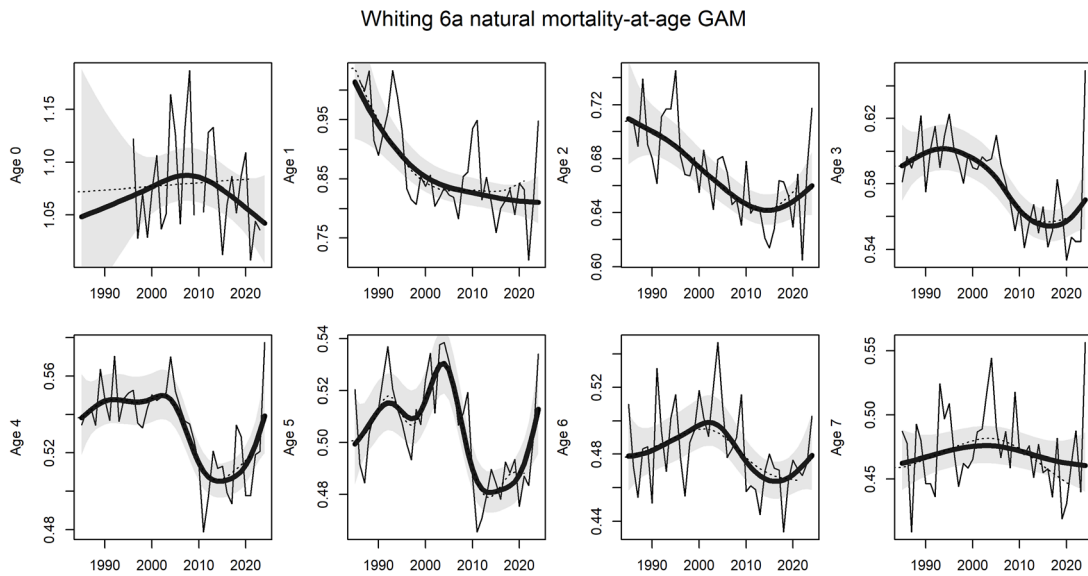 Whiting 6a natural mortality-at-age GAM
Age 0
1.05 1.10 1.15
1990 2000 2010 2020
Age 1
0.75 0.85 0.95
1990 2000 2010 2020
Age 2
0.60 0.64 0.68 0.72
1990 2000 2010 2020
Age 3
0.54 0.58 0.62
1990 2000 2010 2020
Age 4
0.48 0.52 0.56
1990 2000 2010 2020
Age 5
0.48 0.50 0.52 0.54
1990 2000 2010 2020
Age 6
0.44 0.48 0.52
1990 2000 2010 2020
Age 7
0.45 0.50 0.55
1990 2000 2010 2020